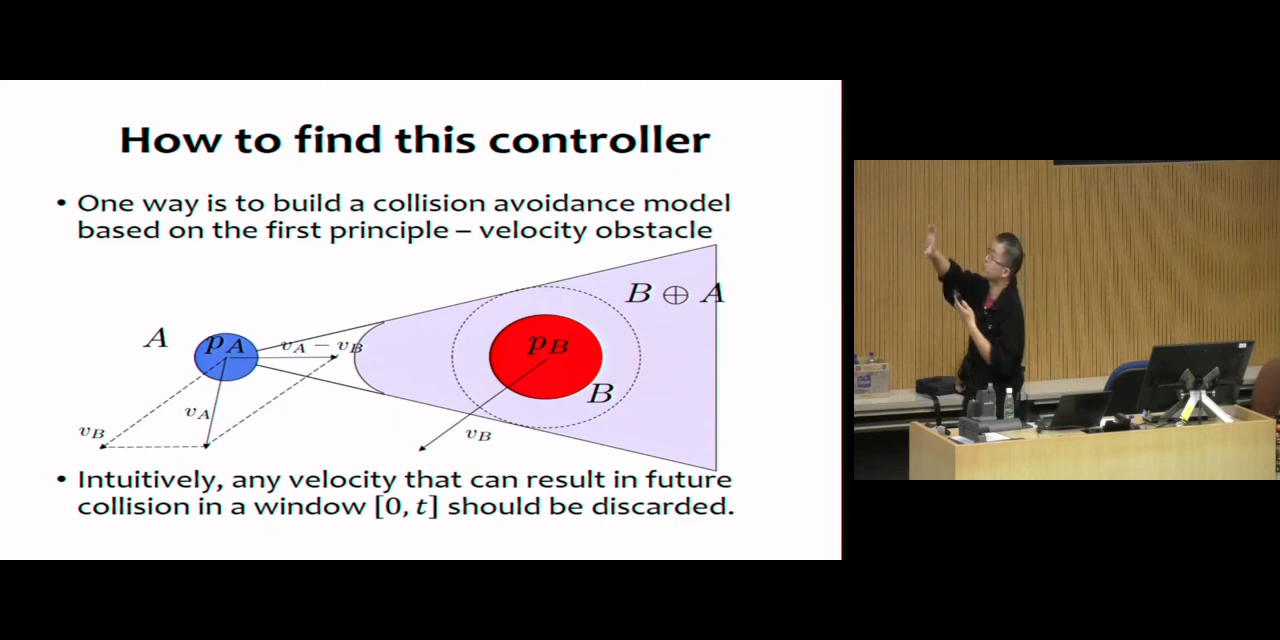 How to find this controller
• One way is to build a collision avoidance model
based on the first principle – velocity obstacle
B ⊕ A
A
p_A
v_A − v_B
p_B
B
v_A
v_B
v_B
• Intuitively, any velocity that can result in future
collision in a window [0, t] should be discarded.